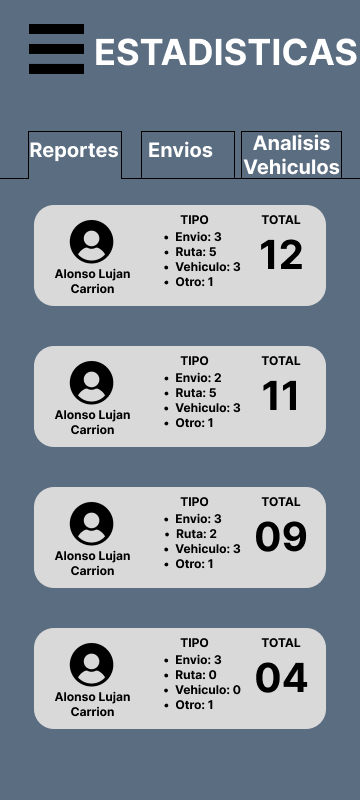 ESTADISTICAS
Reportes
Envios
Analisis
Vehiculos
Alonso Lujan
Carrion
TIPO
• Envio: 3
• Ruta: 5
• Vehiculo: 3
• Otro: 1
TOTAL
12
Alonso Lujan
Carrion
TIPO
• Envio: 2
• Ruta: 5
• Vehiculo: 3
• Otro: 1
TOTAL
11
Alonso Lujan
Carrion
TIPO
• Envio: 3
• Ruta: 2
• Vehiculo: 3
• Otro: 1
TOTAL
09
Alonso Lujan
Carrion
TIPO
• Envio: 3
• Ruta: 0
• Vehiculo: 0
• Otro: 1
TOTAL
04